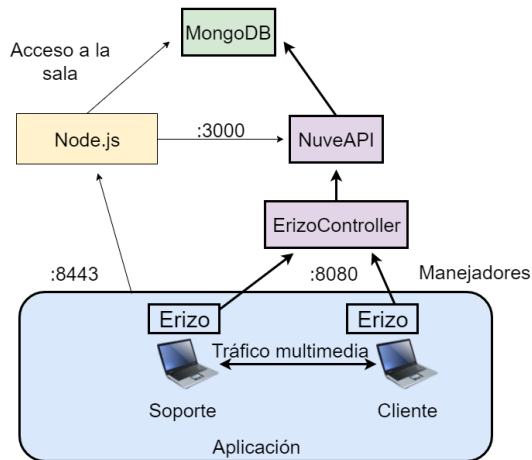 MongoDB
Acceso a la
sala
Node.js
:3000
NuveAPI
ErizoController
:8443
:8080
Manejadores
Erizo
Erizo
Tráfico multimedia
Soporte
Cliente
Aplicación